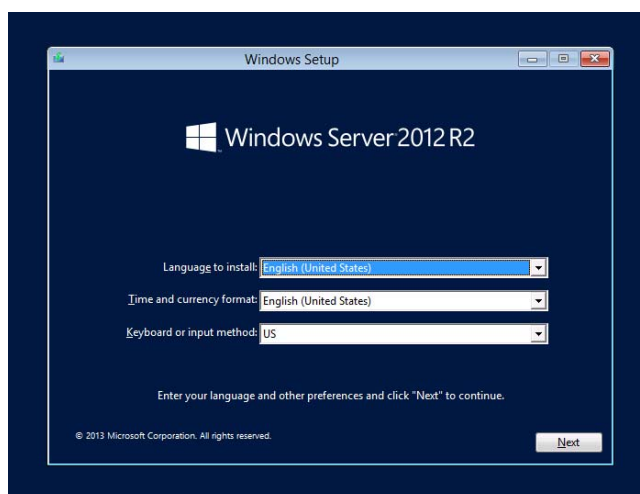 Windows Setup
Windows Server 2012 R2
Language to install: English (United States)
Time and currency format: English (United States)
Keyboard or input method: US
Enter your language and other preferences and click "Next" to continue.
© 2013 Microsoft Corporation. All rights reserved.
Next